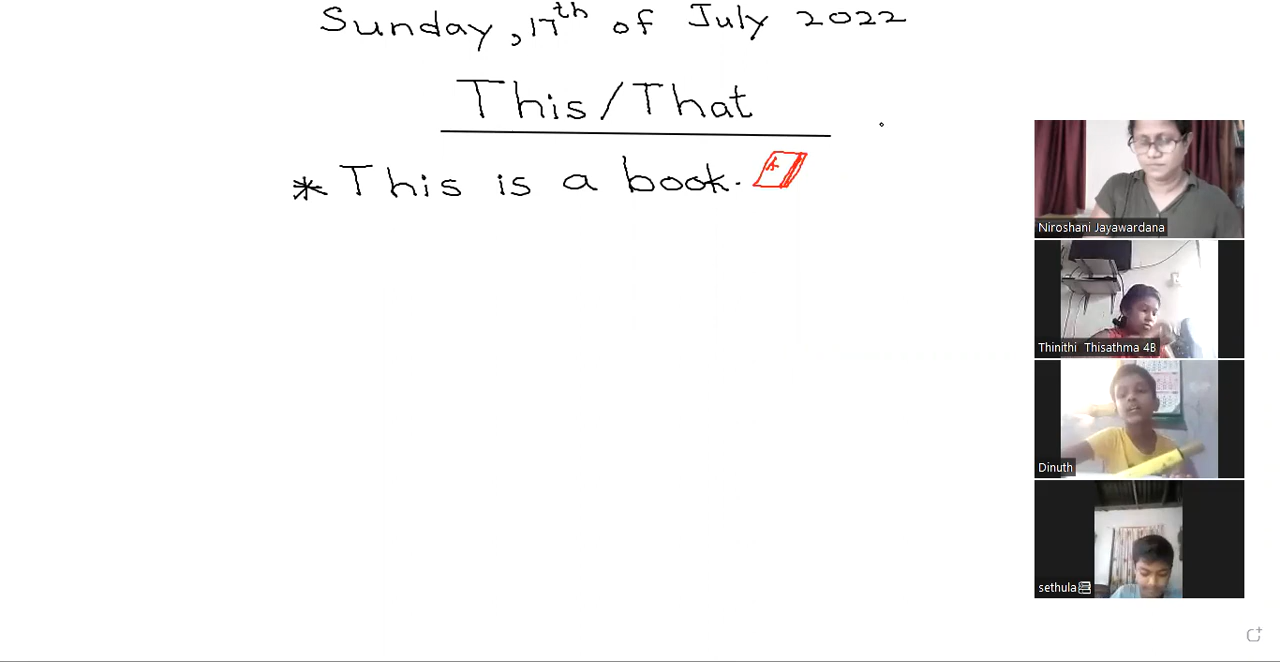 Sunday, 17th of July 2022
This/That
* This is a book.
Niroshani Jayawardana
Thinithi Thisathma 4B
Dinuth
sethula